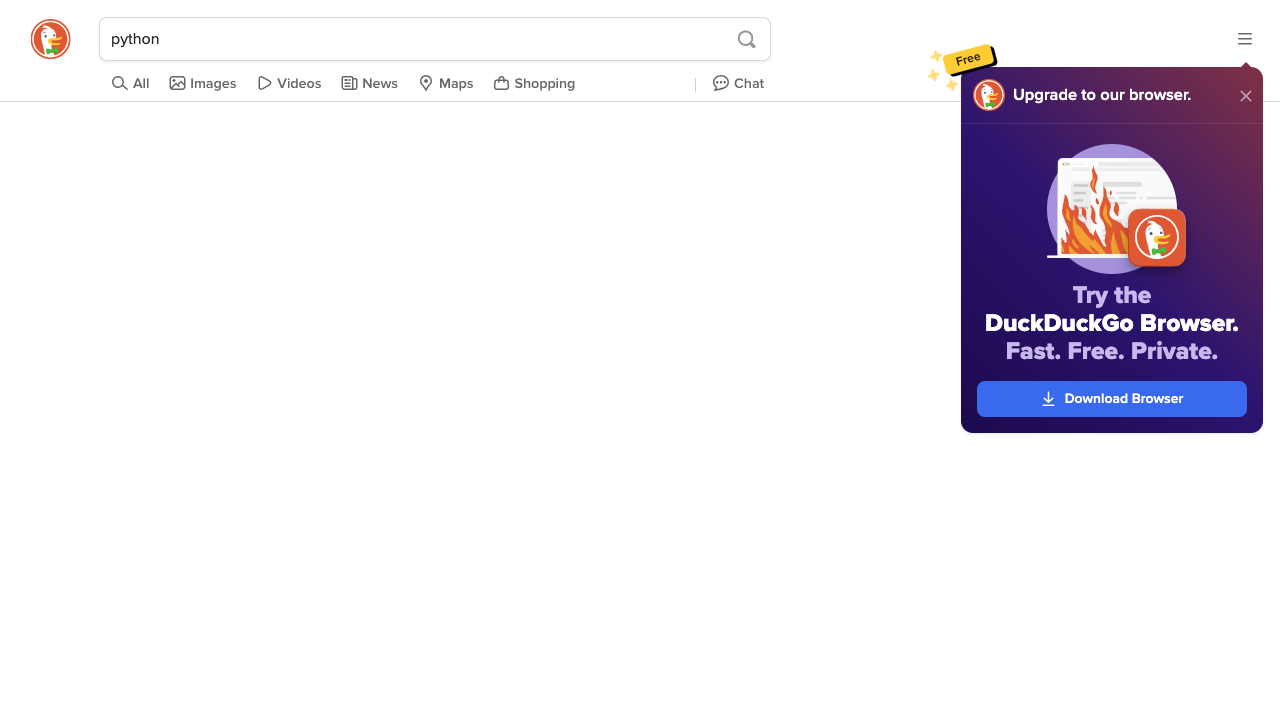 python
All Images Videos News Maps Shopping Chat
Free
Upgrade to our browser.
Try the
DuckDuckGo Browser.
Fast. Free. Private.
Download Browser